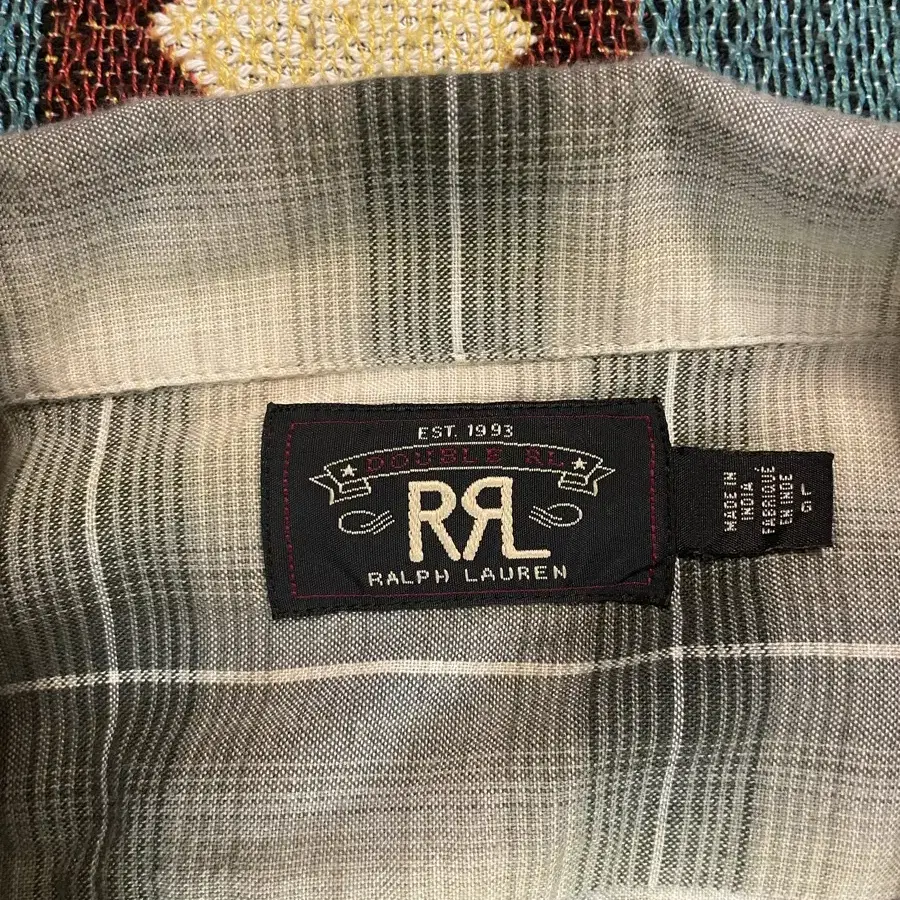 EST. 1993
DOUBLE RL
RRL
RALPH LAUREN
MADE IN
INDIA
FABRIQUÉ
EN INDE
L G